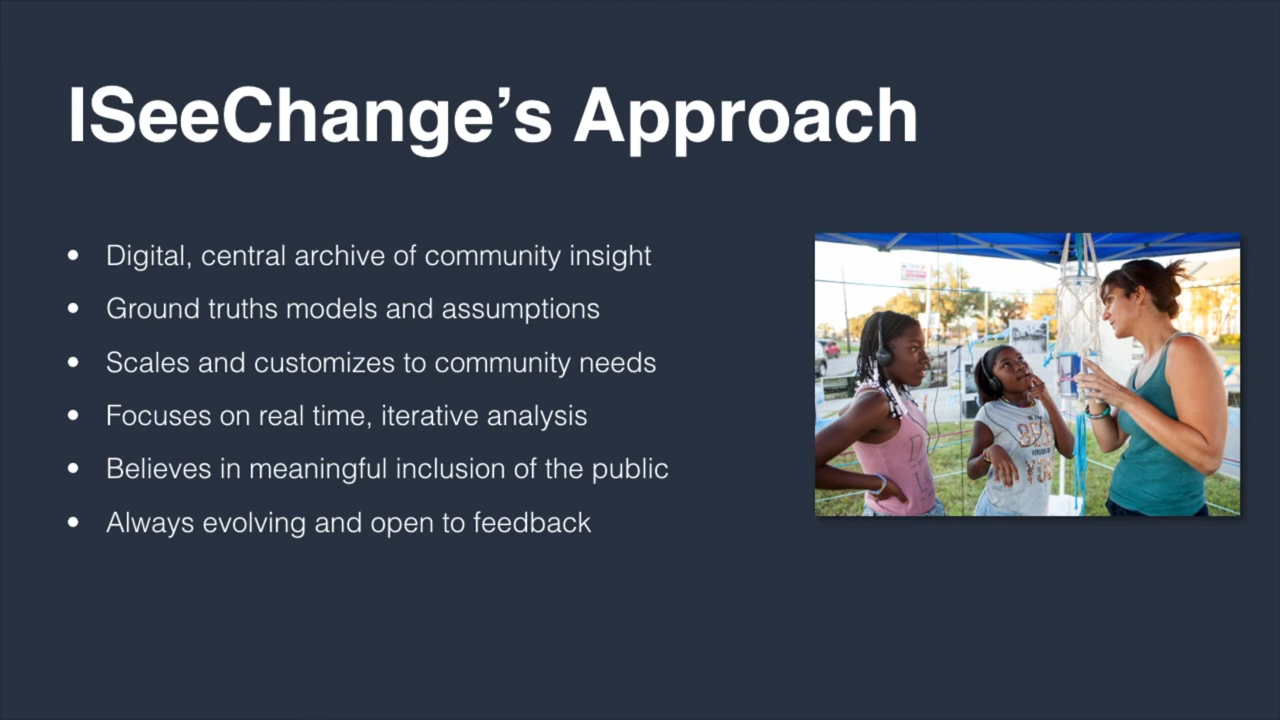 ISeeChange’s Approach
• Digital, central archive of community insight
• Ground truths models and assumptions
• Scales and customizes to community needs
• Focuses on real time, iterative analysis
• Believes in meaningful inclusion of the public
• Always evolving and open to feedback